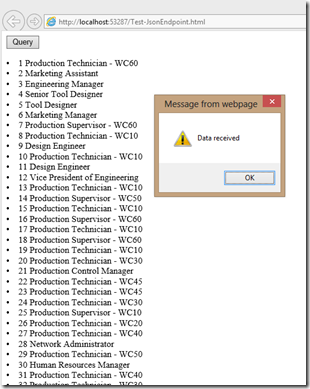 http://localhost:53287/Test-JsonEndpoint.html
Query
• 1 Production Technician - WC60
• 2 Marketing Assistant
• 3 Engineering Manager
• 4 Senior Tool Designer
• 5 Tool Designer
• 6 Marketing Manager
• 7 Production Supervisor - WC60
• 8 Production Technician - WC10
• 9 Design Engineer
• 10 Production Technician - WC10
• 11 Design Engineer
• 12 Vice President of Engineering
• 13 Production Technician - WC10
• 14 Production Supervisor - WC50
• 15 Production Technician - WC10
• 16 Production Supervisor - WC60
• 17 Production Technician - WC10
• 18 Production Supervisor - WC60
• 19 Production Technician - WC10
• 20 Production Technician - WC30
• 21 Production Control Manager
• 22 Production Technician - WC45
• 23 Production Technician - WC45
• 24 Production Technician - WC30
• 25 Production Supervisor - WC10
• 26 Production Technician - WC20
• 27 Production Technician - WC40
• 28 Network Administrator
• 29 Production Technician - WC50
• 30 Human Resources Manager
• 31 Production Technician - WC40
• 32 Production Technician - WC30
Message from webpage
Data received
OK